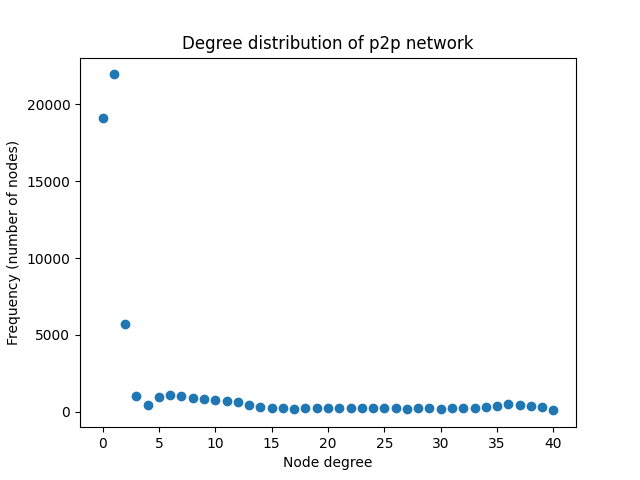 Degree distribution of p2p network
Frequency (number of nodes)
20000
15000
10000
5000
0
0 5 10 15 20 25 30 35 40
Node degree